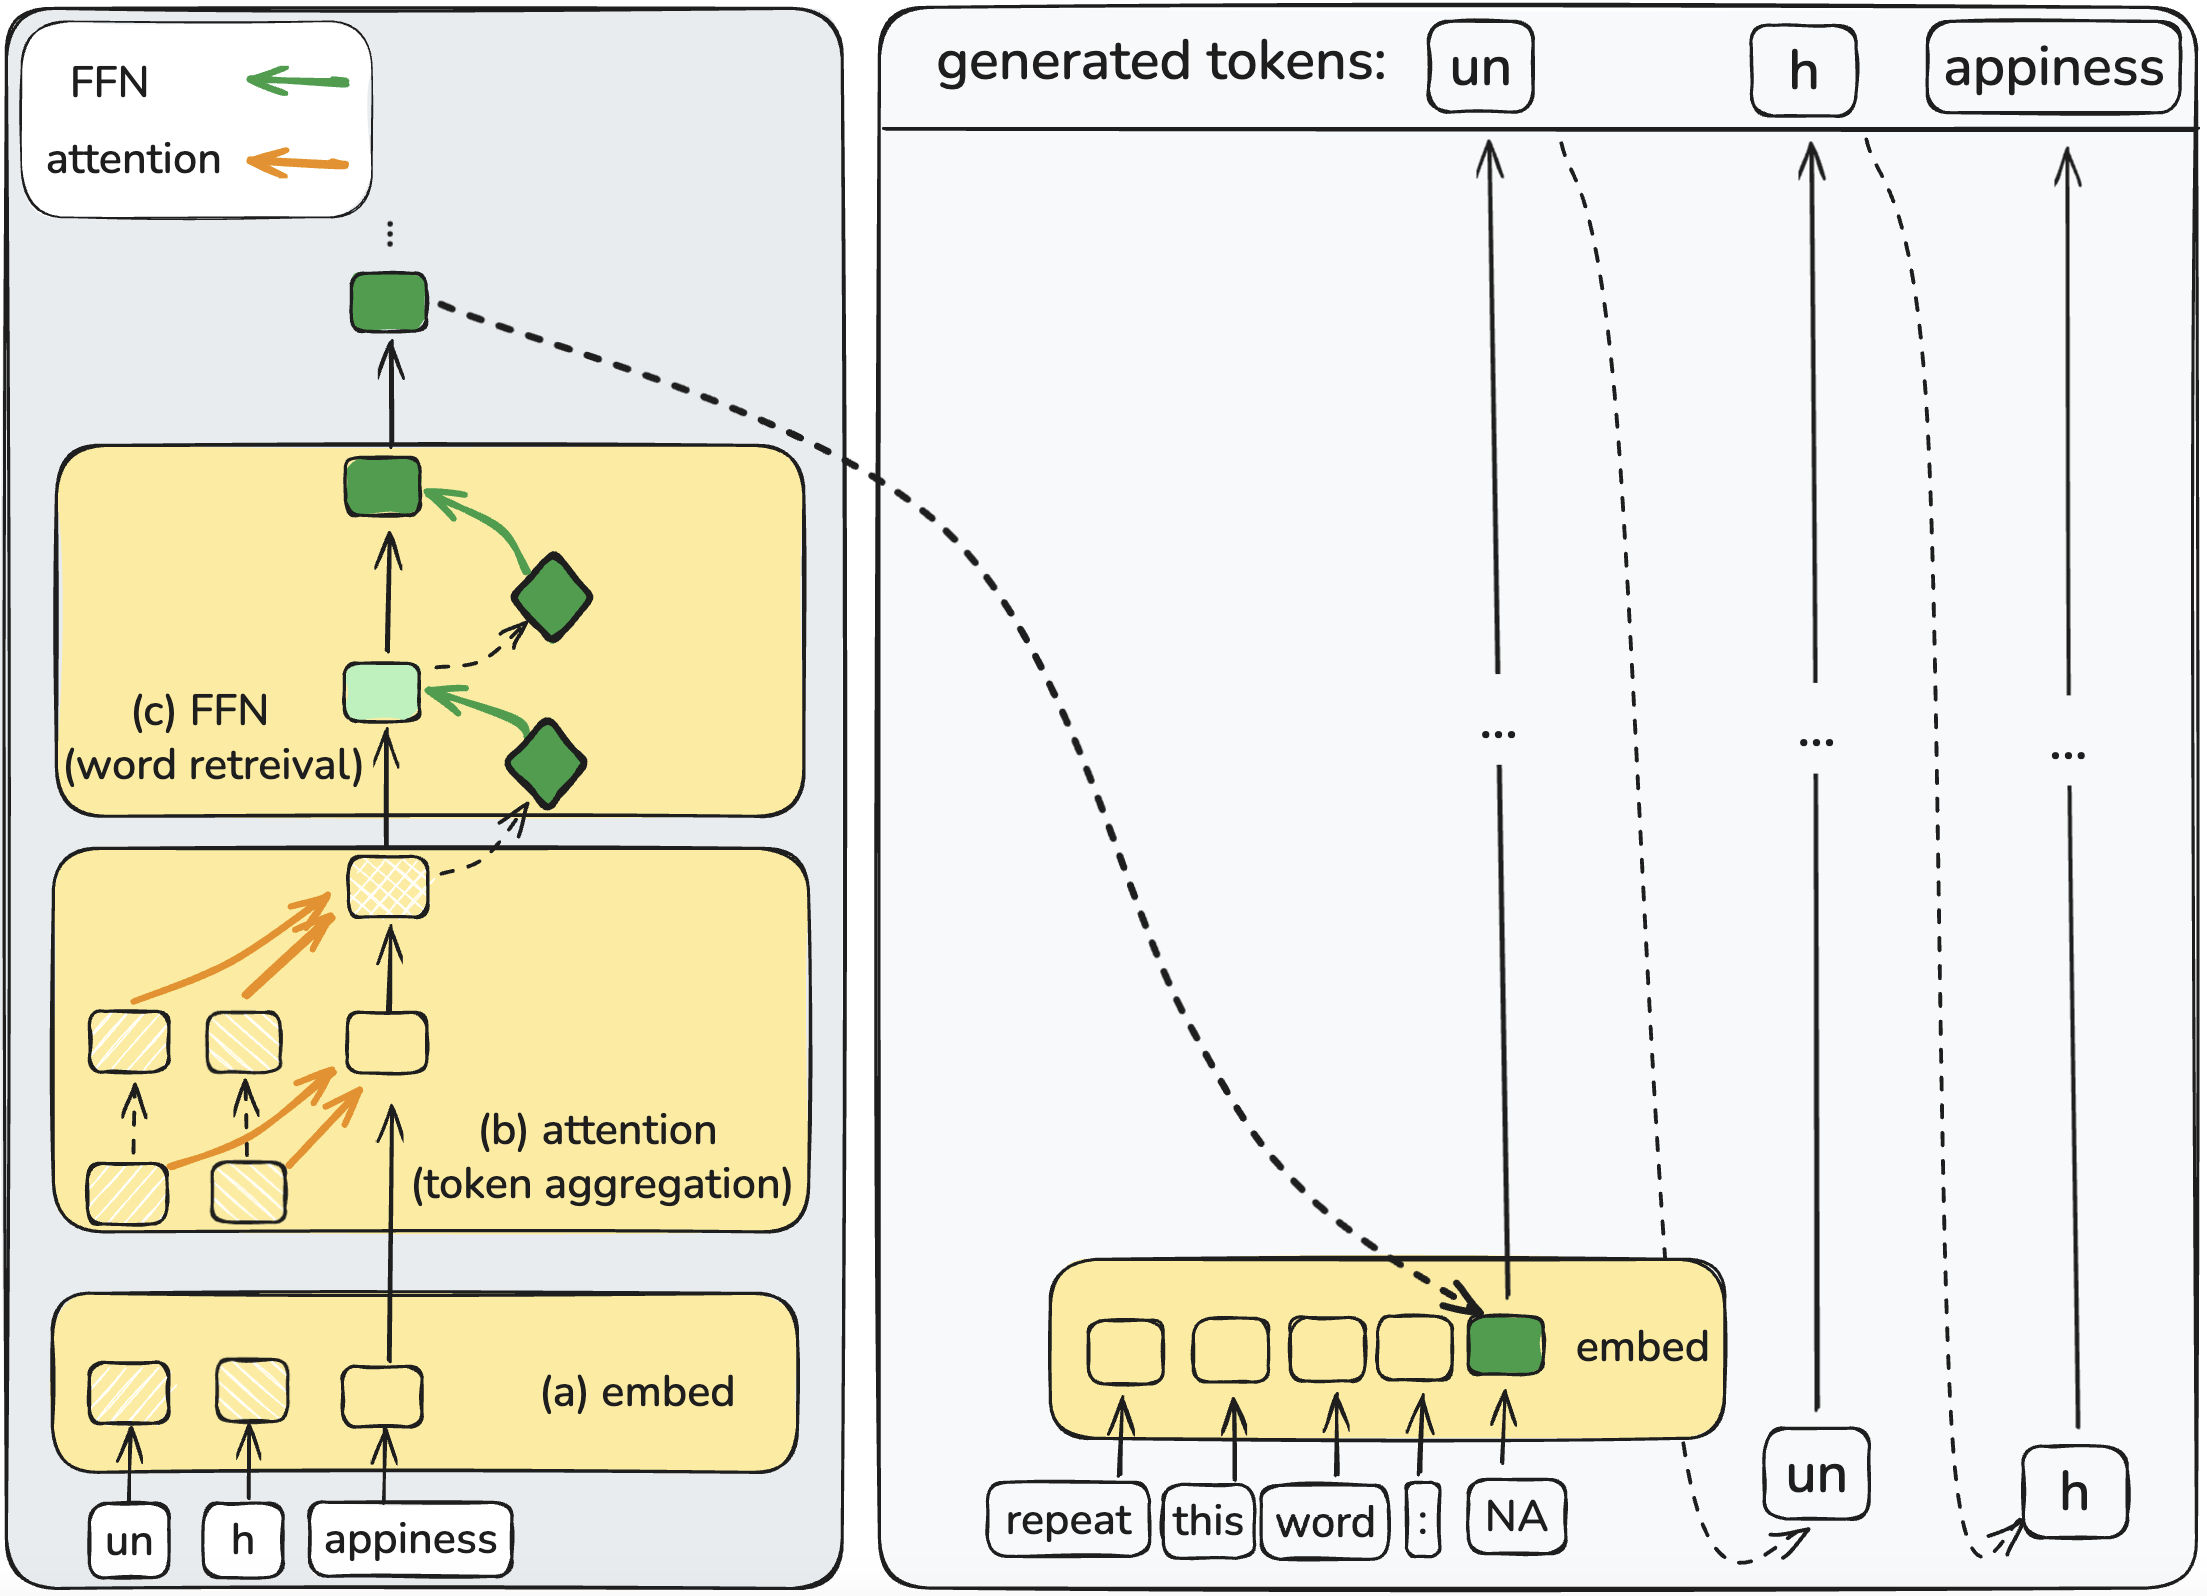 FFN
attention
(c) FFN
(word retreival)
(b) attention
(token aggregation)
(a) embed
un
h
appiness
generated tokens:
un
h
appiness
...
...
...
embed
repeat
this
word
:
NA
un
h